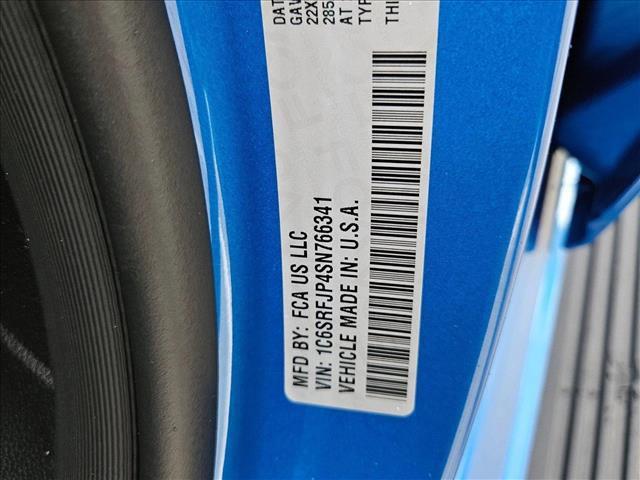 MFD BY: FCA US LLC
VIN: 1C6SRFJP4SN766341
VEHICLE MADE IN: U.S.A.